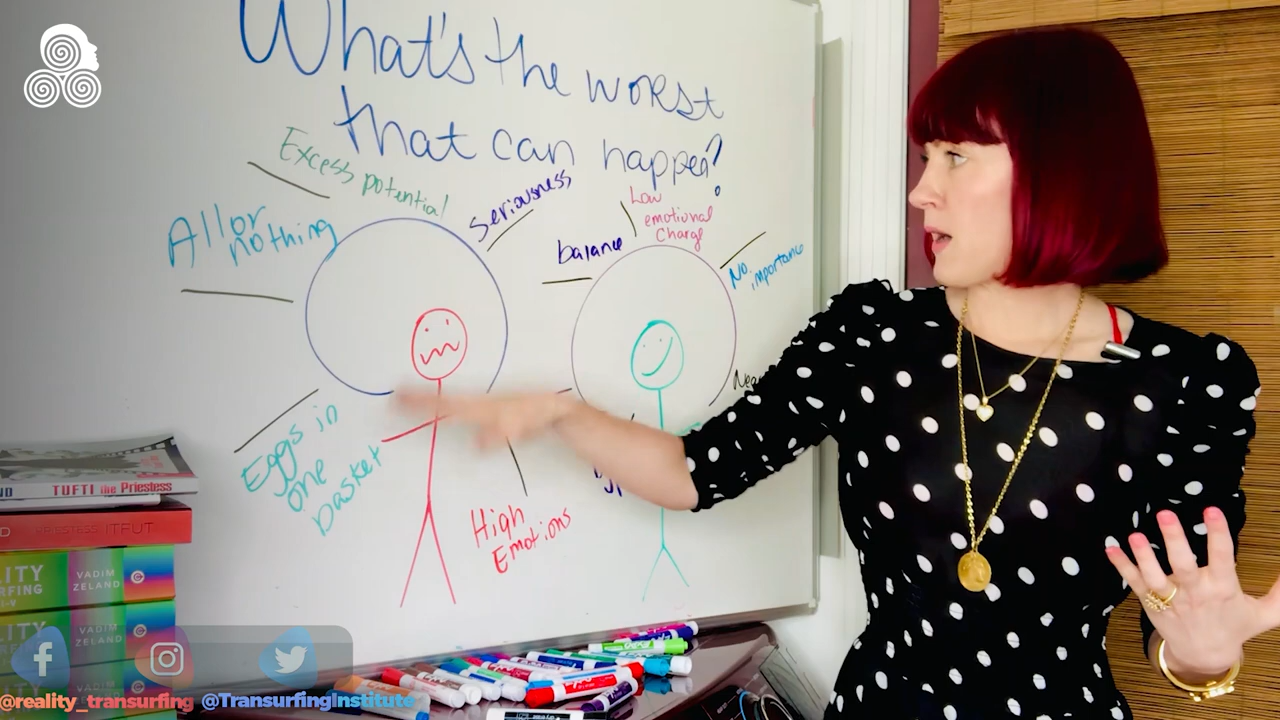 What's the worst
that can happen?
Excess potential
Seriousness
All or
nothing
Low
emotional
Charge
balance
No
importance
Eggs in
one
basket
High
Emotions
TUFTI the Priestess
PRIESTESS ITFUT
VADIM
ZELAND
VADIM
ZELAND
@reality_transurfing @TransurfingInstitute